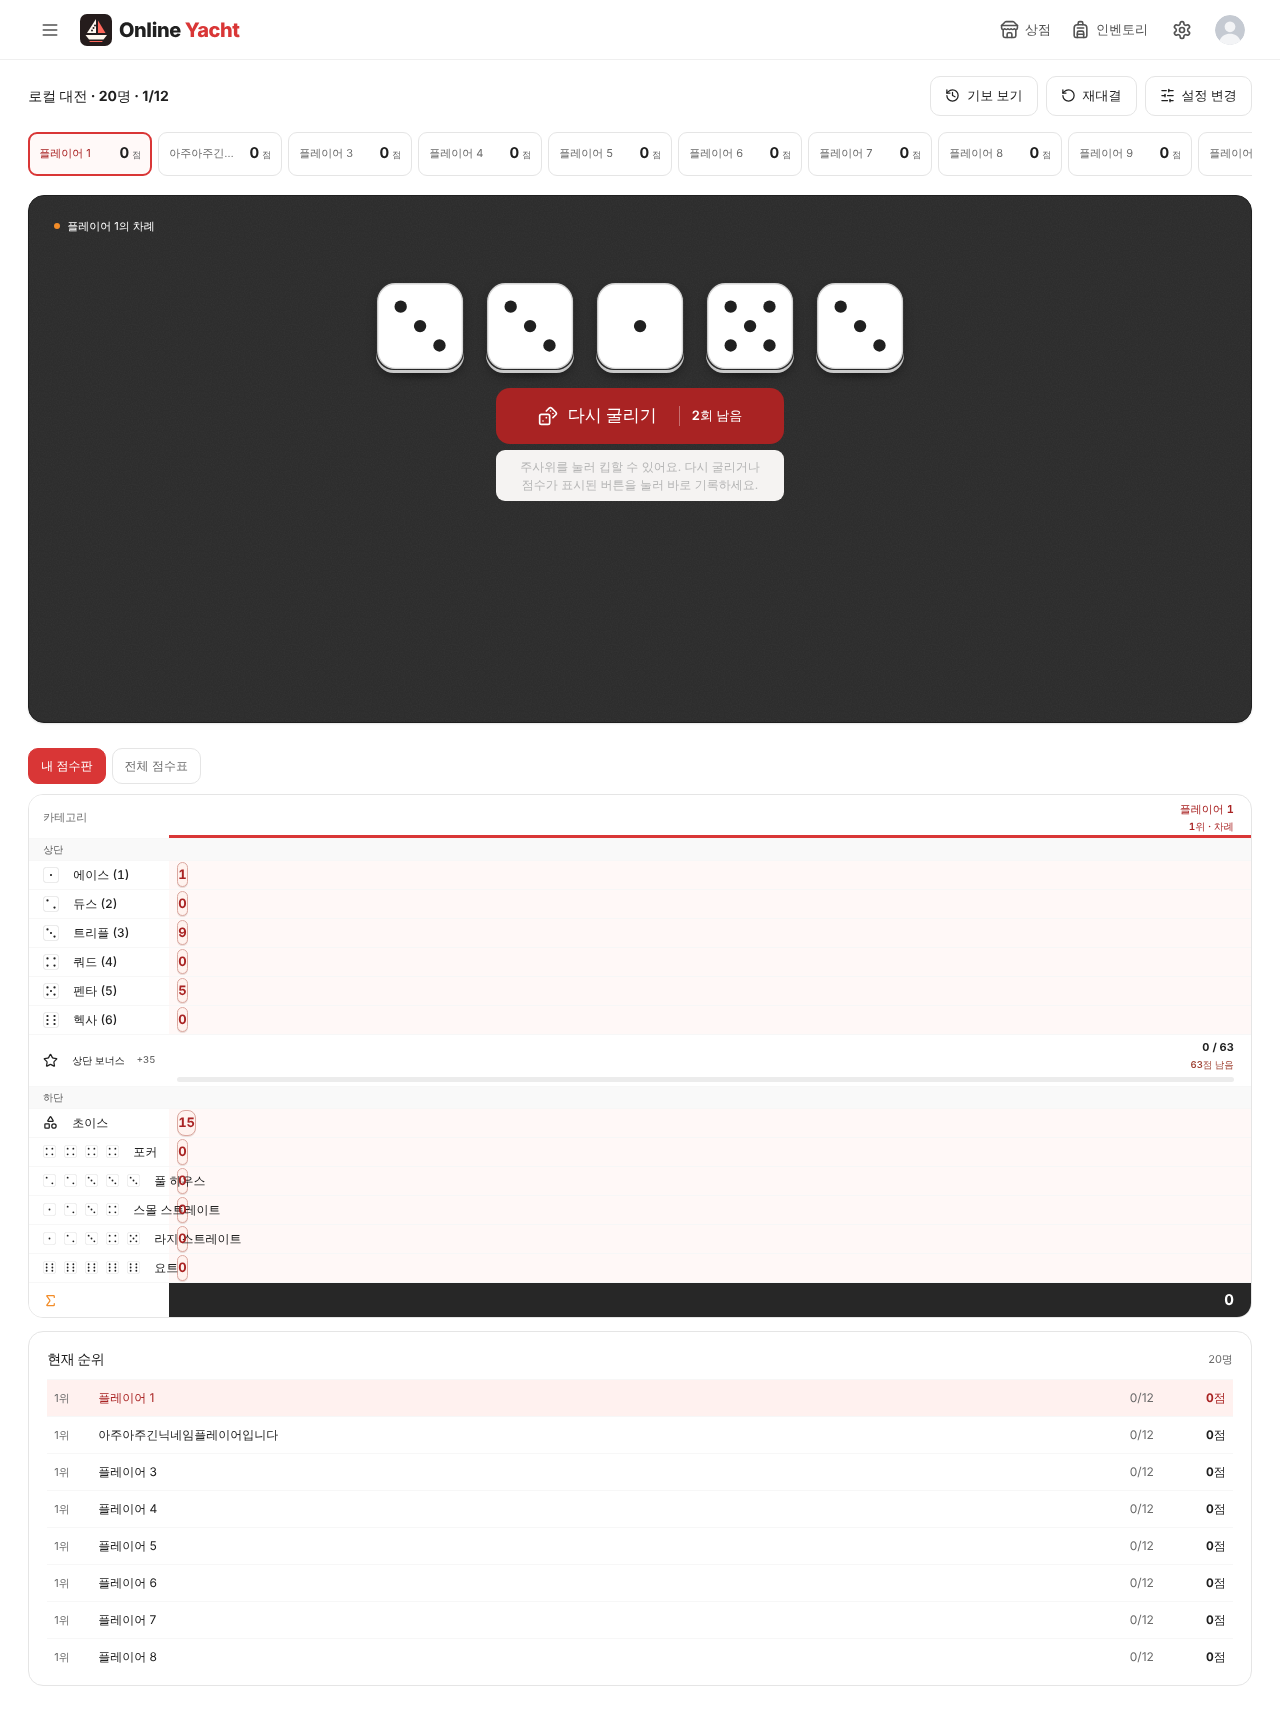 Online Yacht
상점
인벤토리
로컬 대전 · 20명 · 1/12
기보 보기
재대결
설정 변경
플레이어 1 0 점
아주아주긴... 0 점
플레이어 3 0 점
플레이어 4 0 점
플레이어 5 0 점
플레이어 6 0 점
플레이어 7 0 점
플레이어 8 0 점
플레이어 9 0 점
플레이어
플레이어 1의 차례
다시 굴리기 2회 남음
주사위를 눌러 킵할 수 있어요. 다시 굴리거나
점수가 표시된 버튼을 눌러 바로 기록하세요.
내 점수판
전체 점수표
카테고리
플레이어 1
1위 · 차례
상단
에이스 (1) 1
듀스 (2) 0
트리플 (3) 9
쿼드 (4) 0
펜타 (5) 5
헥사 (6) 0
상단 보너스 +35
0 / 63
63점 남음
하단
초이스 15
포커 0
풀 하우스 0
스몰 스트레이트 0
라지 스트레이트 0
요트 0
Σ 0
현재 순위 20명
1위 플레이어 1 0/12 0점
1위 아주아주긴닉네임플레이어입니다 0/12 0점
1위 플레이어 3 0/12 0점
1위 플레이어 4 0/12 0점
1위 플레이어 5 0/12 0점
1위 플레이어 6 0/12 0점
1위 플레이어 7 0/12 0점
1위 플레이어 8 0/12 0점